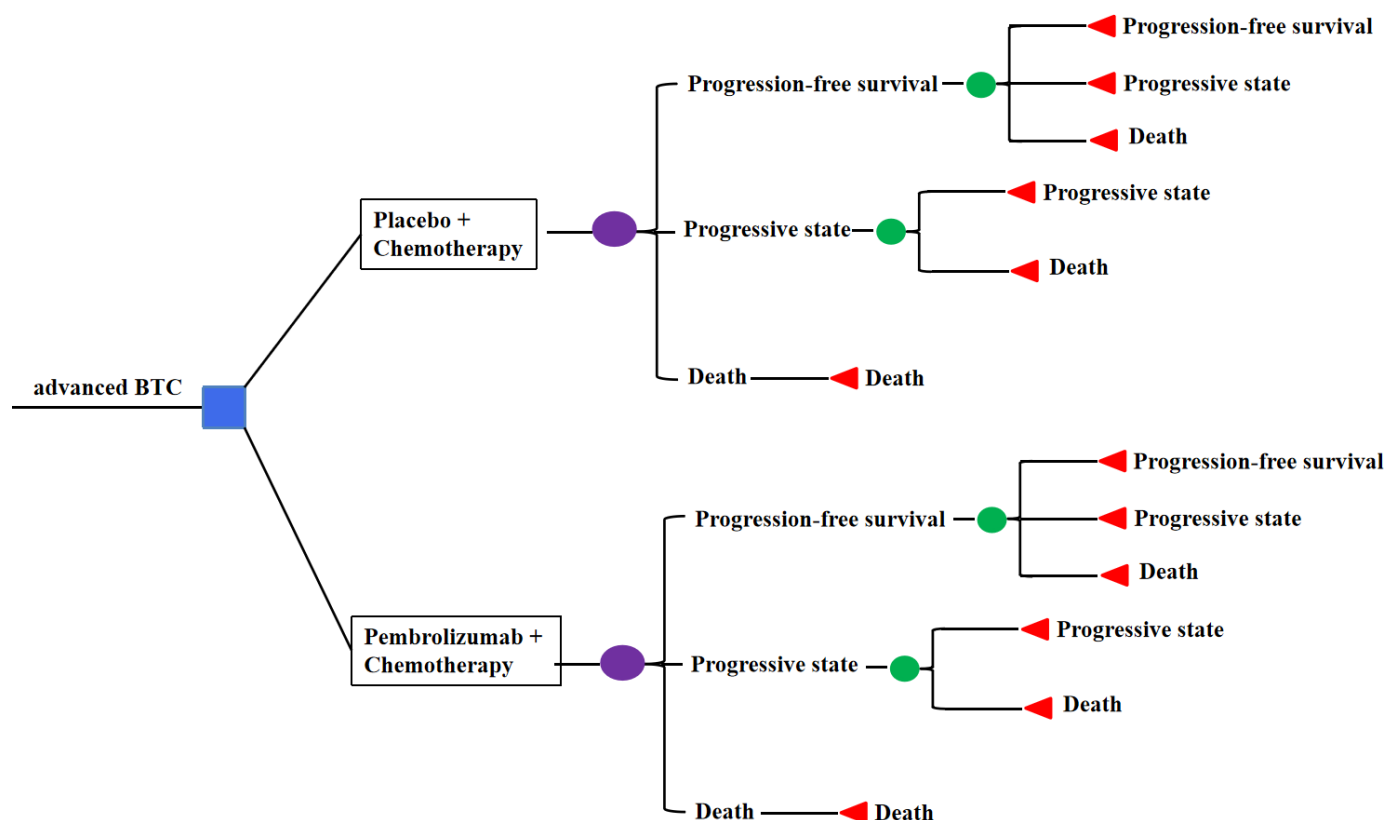 Progression-free survival
Progression-free survival
Progressive state
Death
Placebo +
Chemotherapy
Progressive state
Progressive state
Death
Death
Death
advanced BTC
Progression-free survival
Progression-free survival
Progressive state
Death
Pembrolizumab +
Chemotherapy
Progressive state
Progressive state
Death
Death
Death